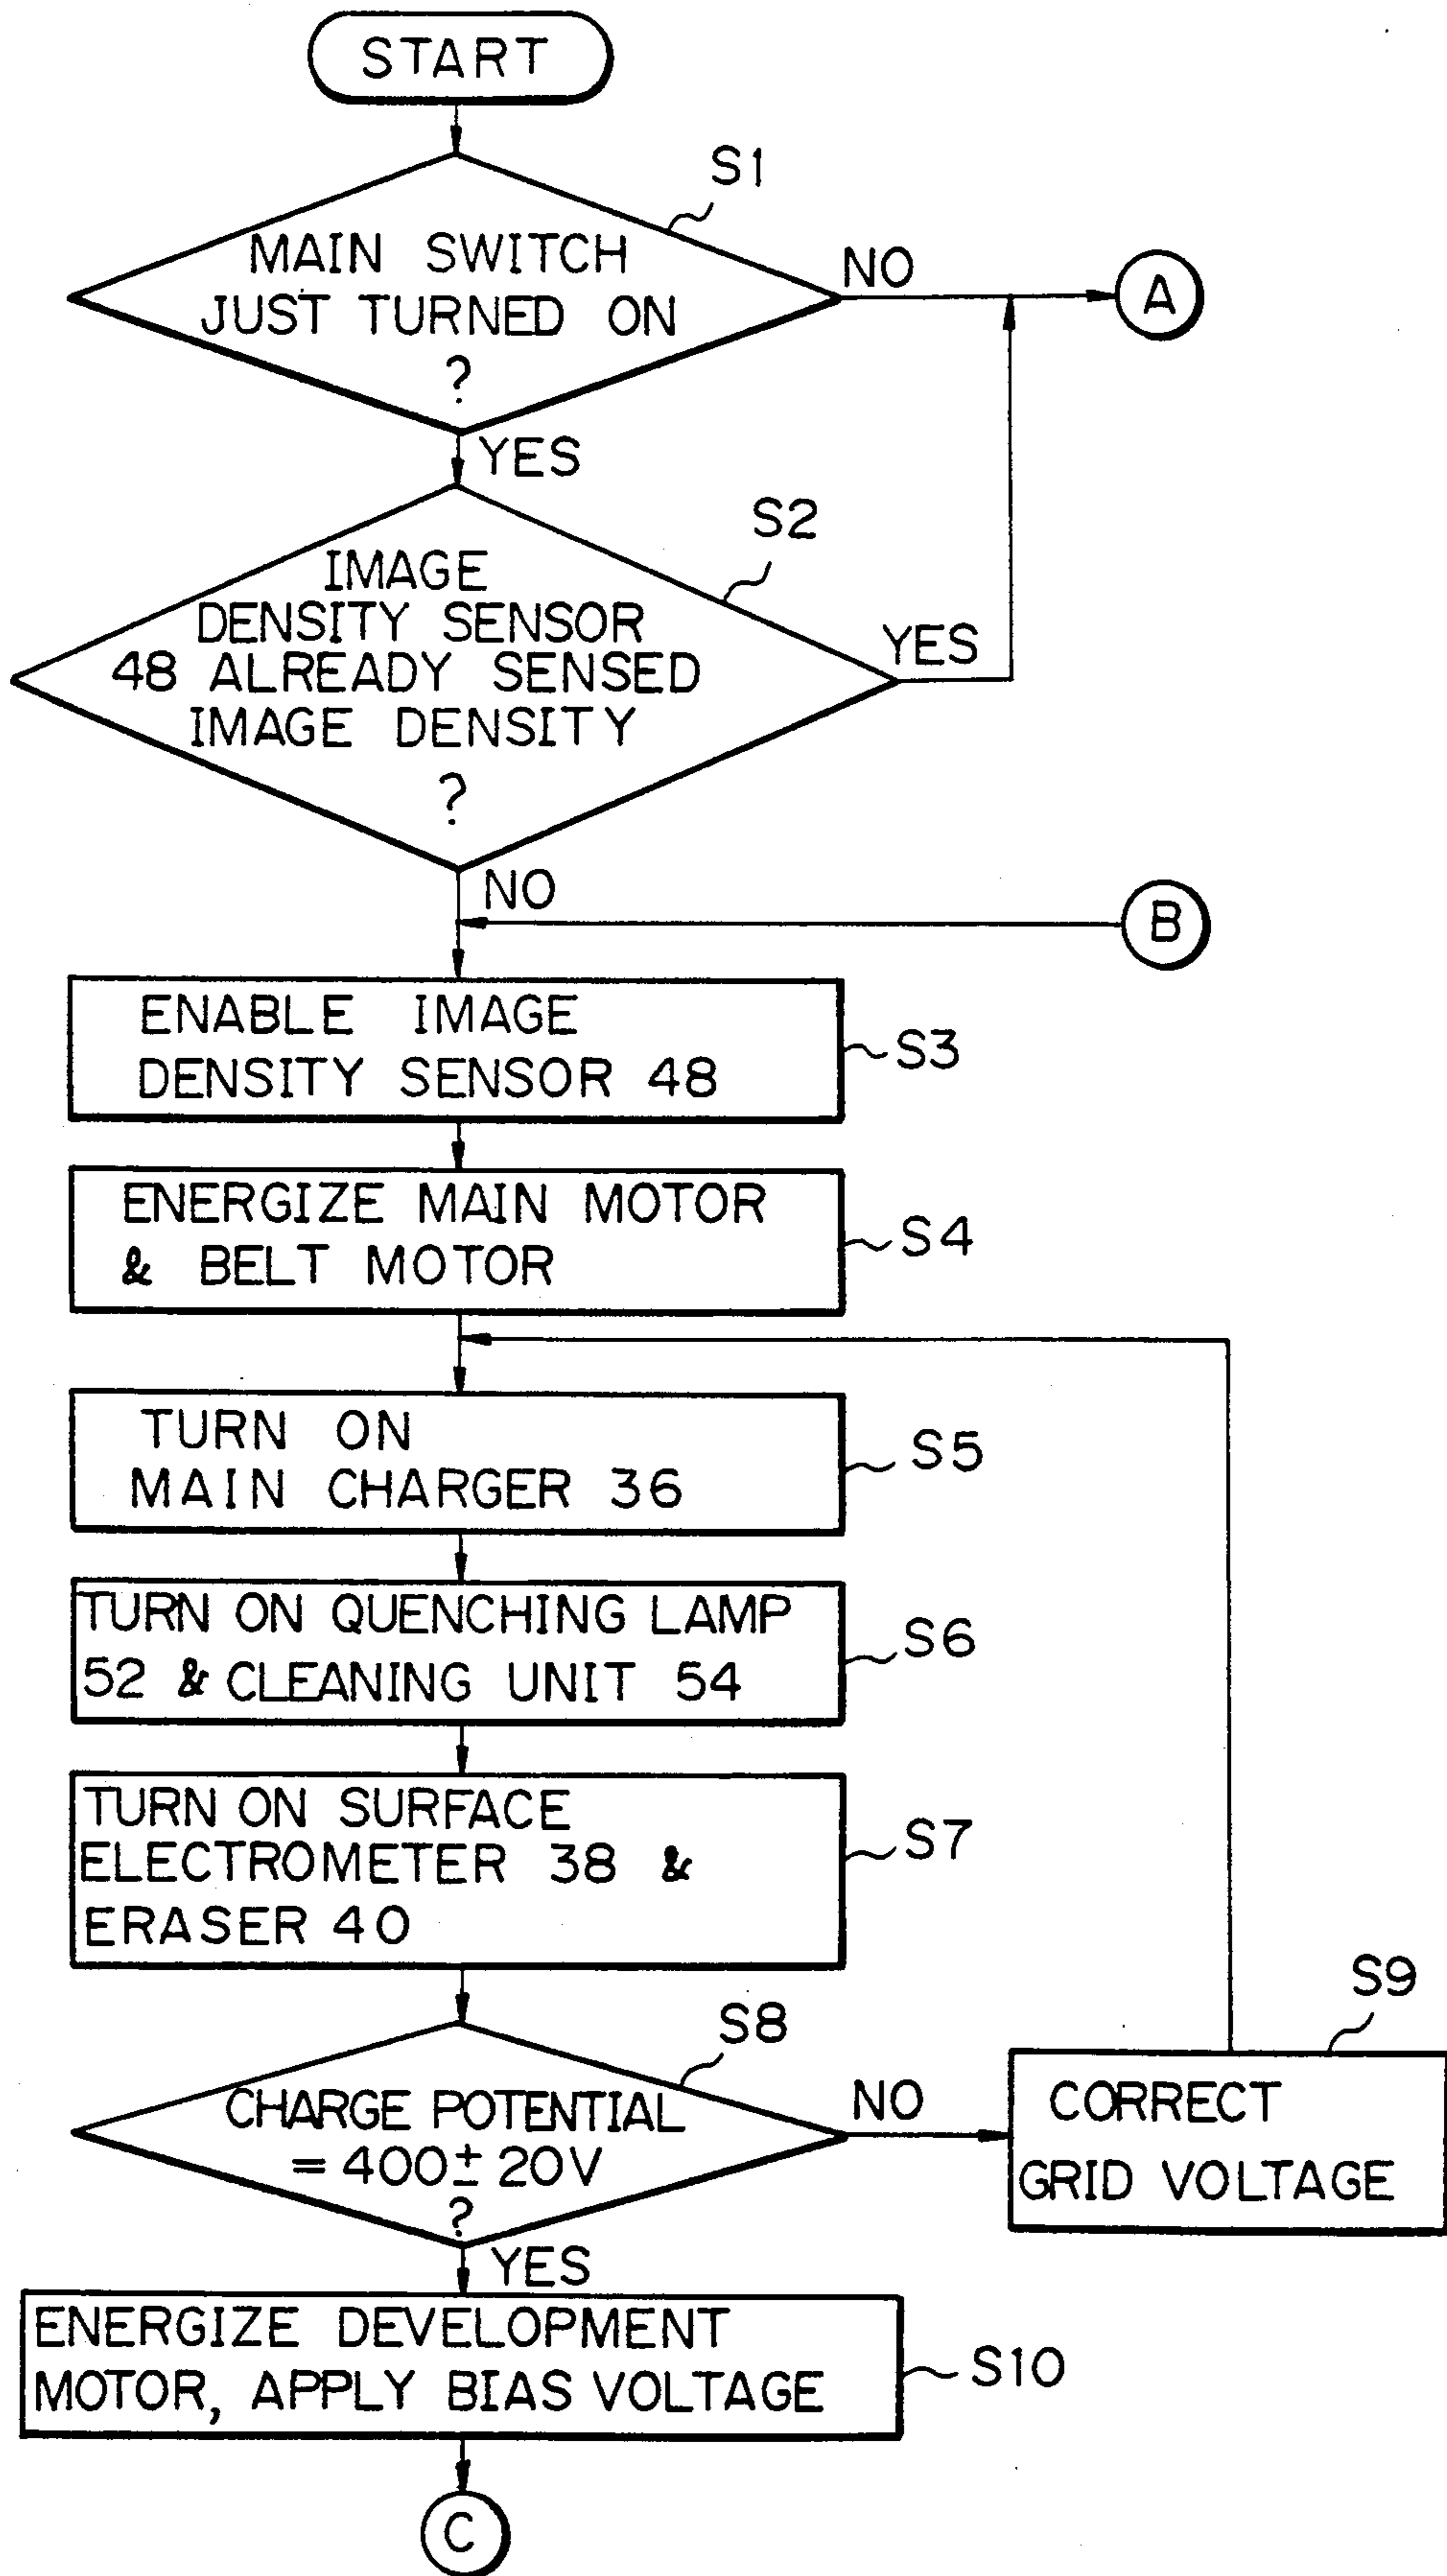 START
S1
MAIN SWITCH
JUST TURNED ON
?
NO
A
YES
S2
IMAGE
DENSITY SENSOR
48 ALREADY SENSED
IMAGE DENSITY
?
YES
NO
B
ENABLE IMAGE
DENSITY SENSOR 48
S3
ENERGIZE MAIN MOTOR
& BELT MOTOR
S4
TURN ON
MAIN CHARGER 36
S5
TURN ON QUENCHING LAMP
52 & CLEANING UNIT 54
S6
TURN ON SURFACE
ELECTROMETER 38 &
ERASER 40
S7
S8
CHARGE POTENTIAL
= 400 ± 20V
?
NO
S9
CORRECT
GRID VOLTAGE
YES
ENERGIZE DEVELOPMENT
MOTOR, APPLY BIAS VOLTAGE
S10
C